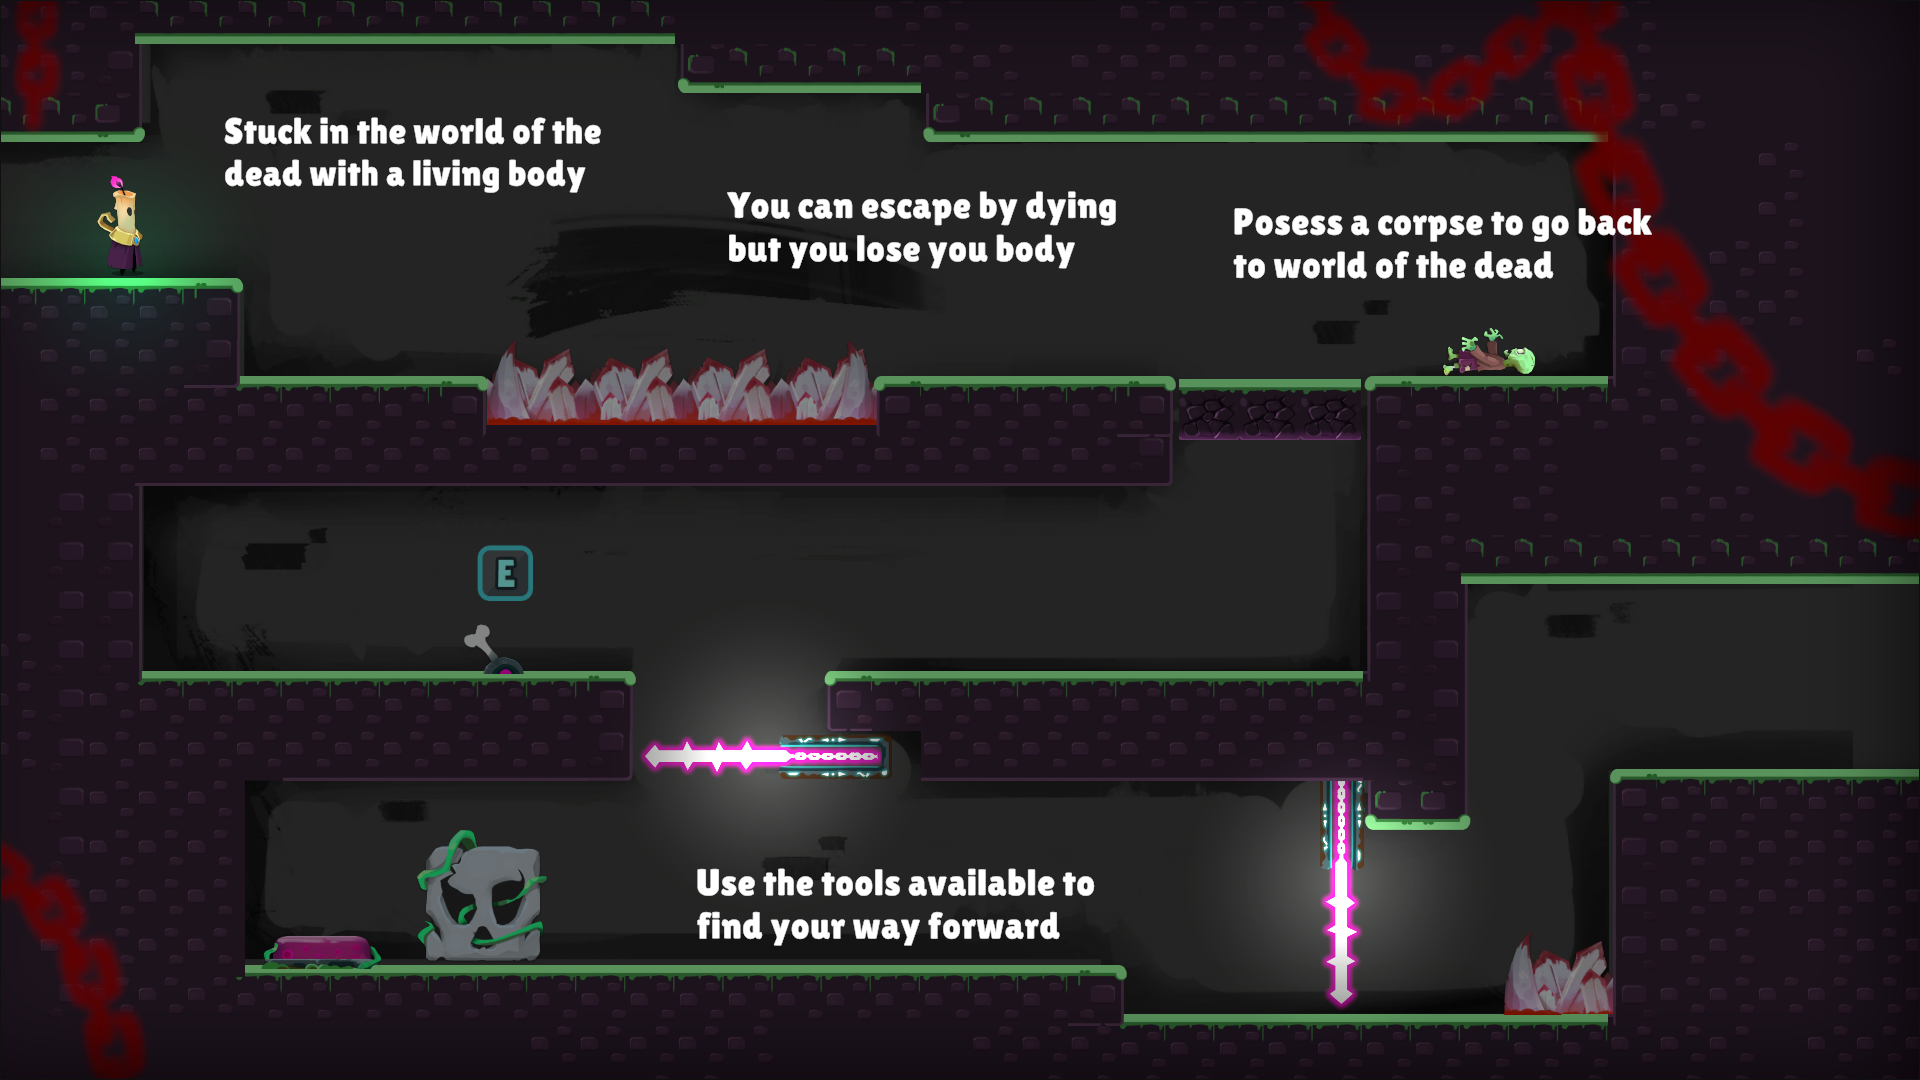 Stuck in the world of the
dead with a living body
You can escape by dying
but you lose you body
Posess a corpse to go back
to world of the dead
E
Use the tools available to
find your way forward